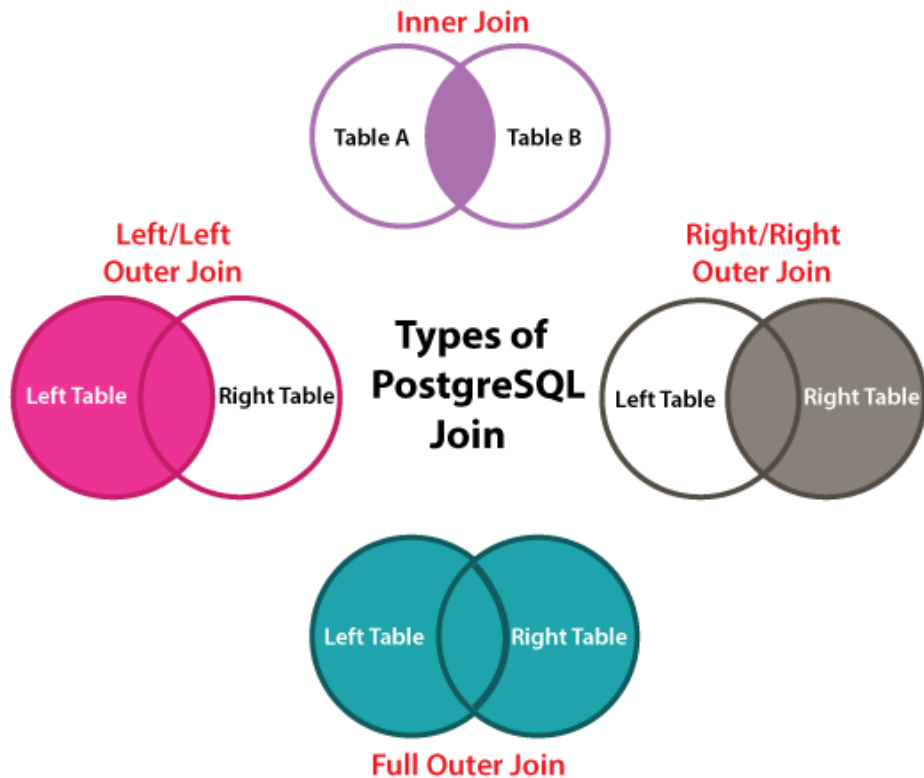 Inner Join
Table A
Table B
Left/Left
Outer Join
Right/Right
Outer Join
Left Table
Right Table
Types of
PostgreSQL
Join
Left Table
Right Table
Left Table
Right Table
Full Outer Join